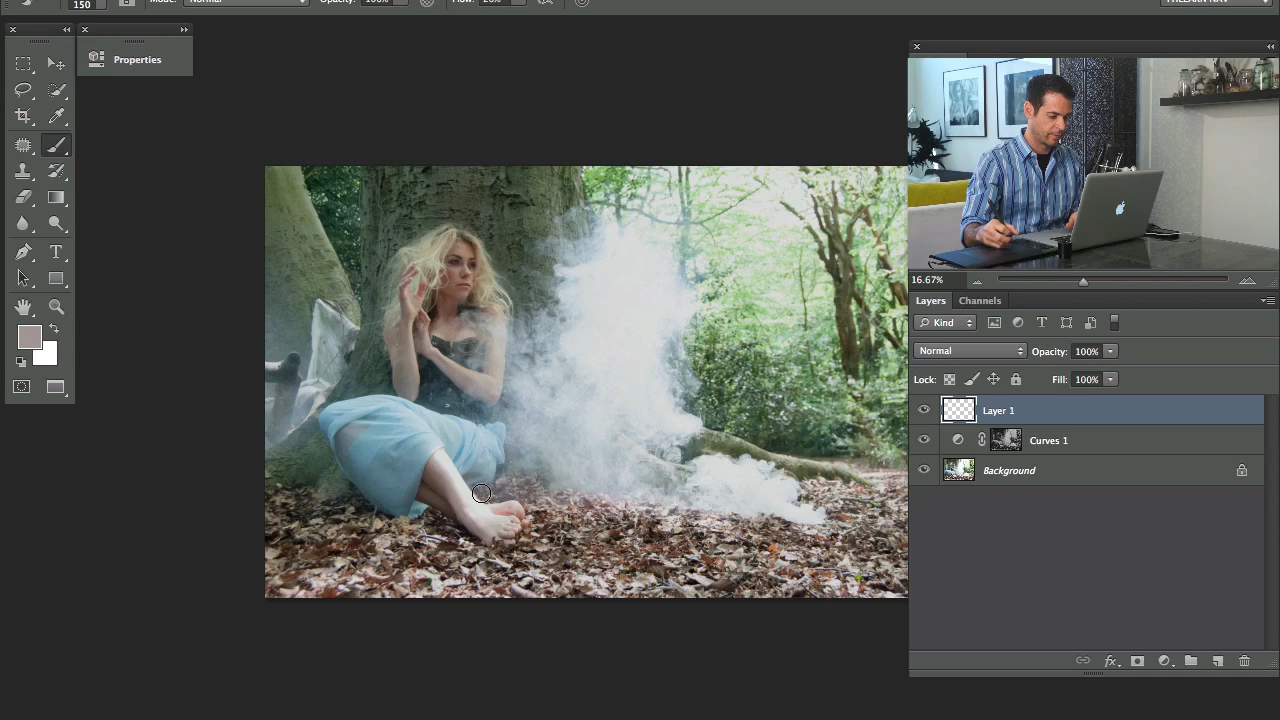 150 Mode: Normal Opacity: 100% Flow:
Properties
16.67%
Layers Channels
Kind T
Normal Opacity: 100%
Lock: Fill: 100%
Layer 1
Curves 1
Background
T
fx